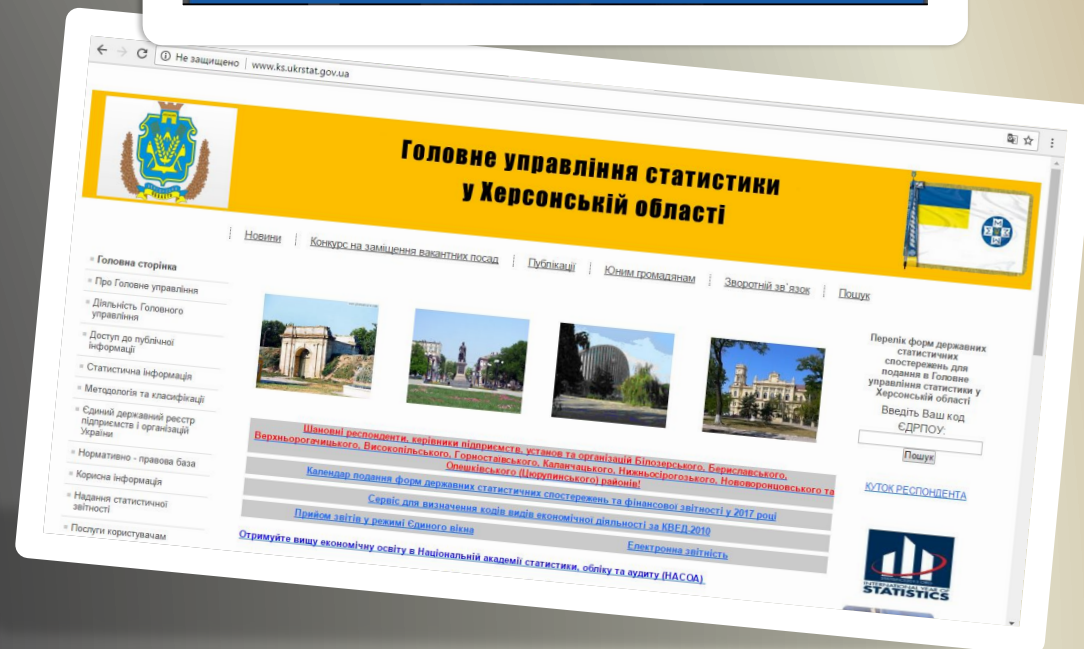 Не защищено | www.ks.ukrstat.gov.ua
Головне управління статистики
у Херсонській області
Новини
Конкурс на заміщення вакантних посад
Публікації
Юним громадянам
Зворотній зв`язок
Пошук
Головна сторінка
Про Головне управління
Діяльність Головного
управління
Доступ до публічної
інформації
Статистична інформація
Методологія та класифікації
Єдиний державний реєстр
підприємств і організацій
України
Нормативно - правова база
Корисна інформація
Надання статистичної
звітності
Послуги користувачам
Шановні респонденти, керівники підприємств, установ та організацій Білозерського, Бериславського,
Верхньорогачицького, Високопільського, Горностаївського, Каланчацького, Нижньосірогозького, Нововоронцовського та
Олешківського (Цюрупинського) районів!
Календар подання форм державних статистичних спостережень та фінансової звітності у 2017 році
Сервіс для визначення кодів видів економічної діяльності за КВЕД-2010
Прийом звітів у режимі Єдиного вікна
Електронна звітність
Отримуйте вищу економічну освіту в Національній академії статистики, обліку та аудиту (НАСОА)
Перелік форм державних
статистичних
спостережень для
подання в Головне
управління статистики у
Херсонській області
Введіть Ваш код
ЄДРПОУ:
Пошук
КУТОК РЕСПОНДЕНТА
INTERNATIONAL YEAR OF
STATISTICS